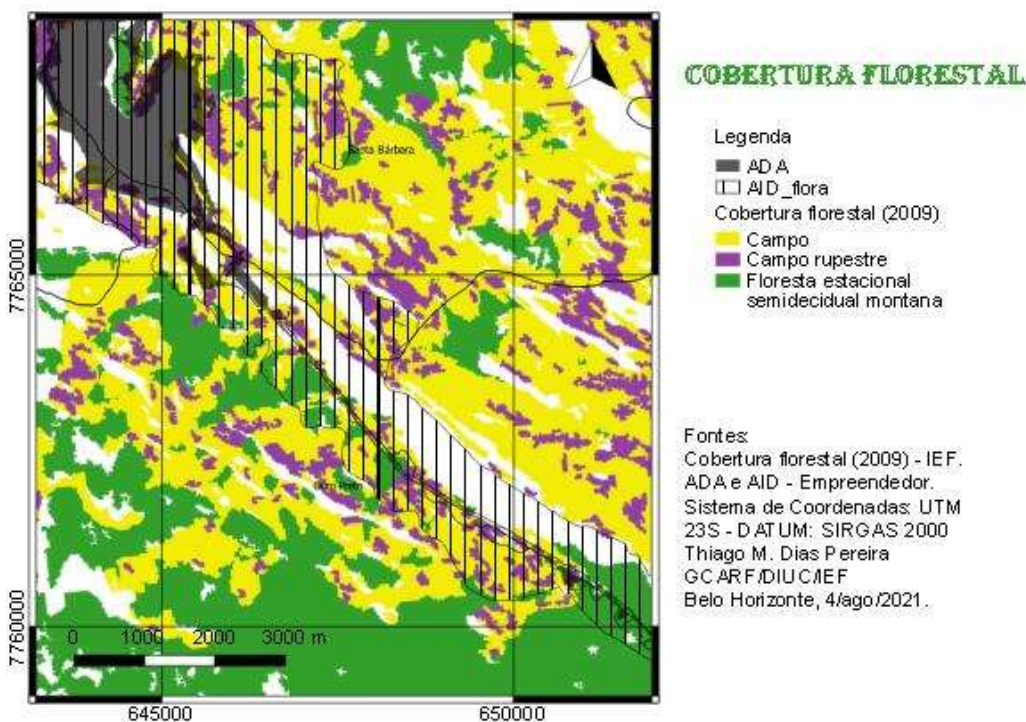 COBERTURA FLORESTAL
Legenda
ADA
AID_flora
Cobertura florestal (2009)
Campo
Campo rupestre
Floresta estacional
semidecidual montana
Fontes:
Cobertura florestal (2009) - IEF.
ADA e AID - Empreendedor.
Sistema de Coordenadas: UTM
23S - DATUM: SIRGAS 2000
Thiago M. Dias Pereira
GCARF/DIUC/IEF
Belo Horizonte, 4/ago/2021.
Santa Bárbara
Preto
7765000
7760000
0 1000 2000 3000 m
645000 650000